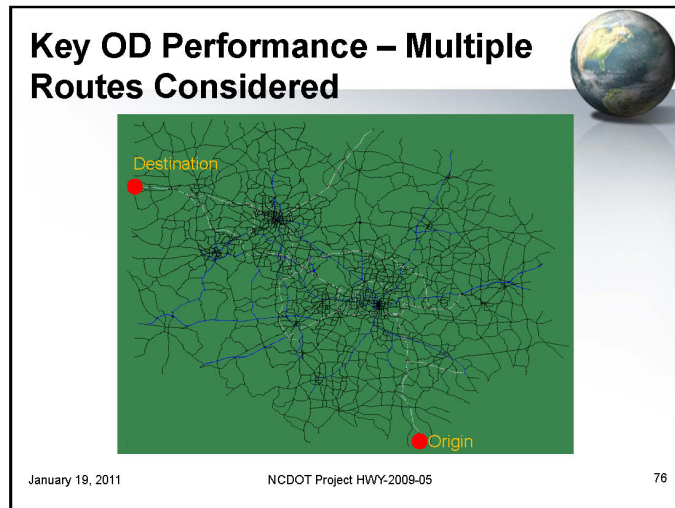 Key OD Performance – Multiple
Routes Considered
Destination
Origin
January 19, 2011
NCDOT Project HWY-2009-05
76